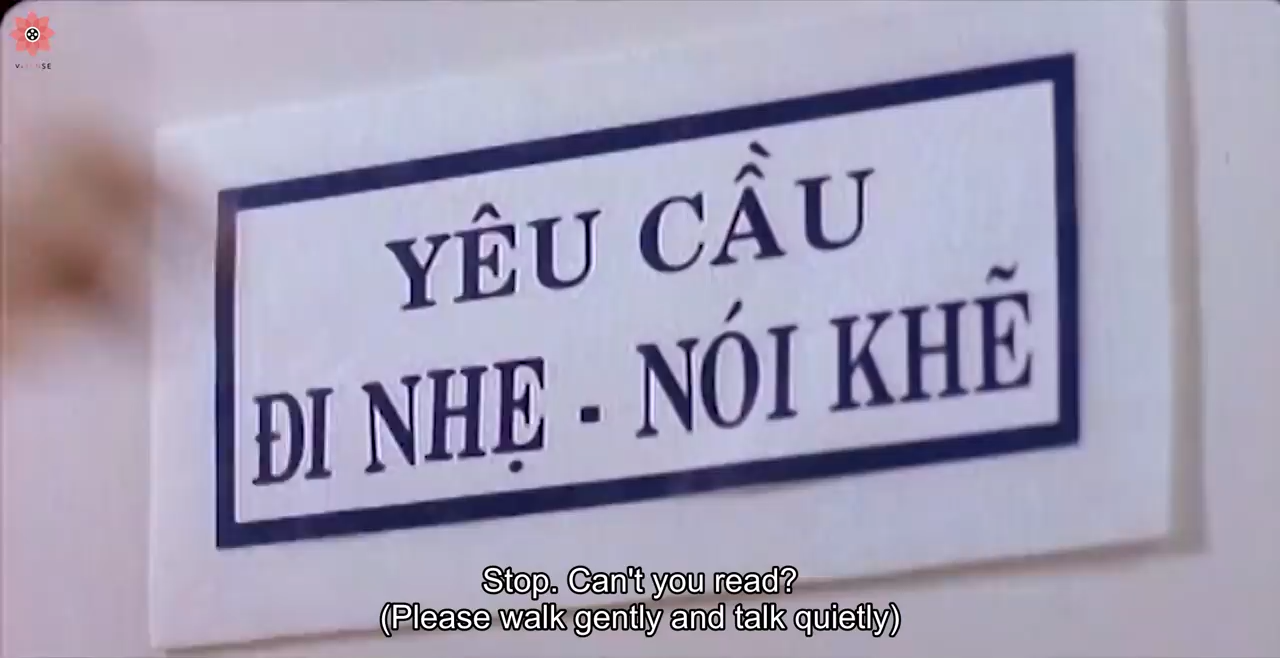 YÊU CẦU
ĐI NHẸ - NÓI KHẼ
Stop. Can't you read?
(Please walk gently and talk quietly)